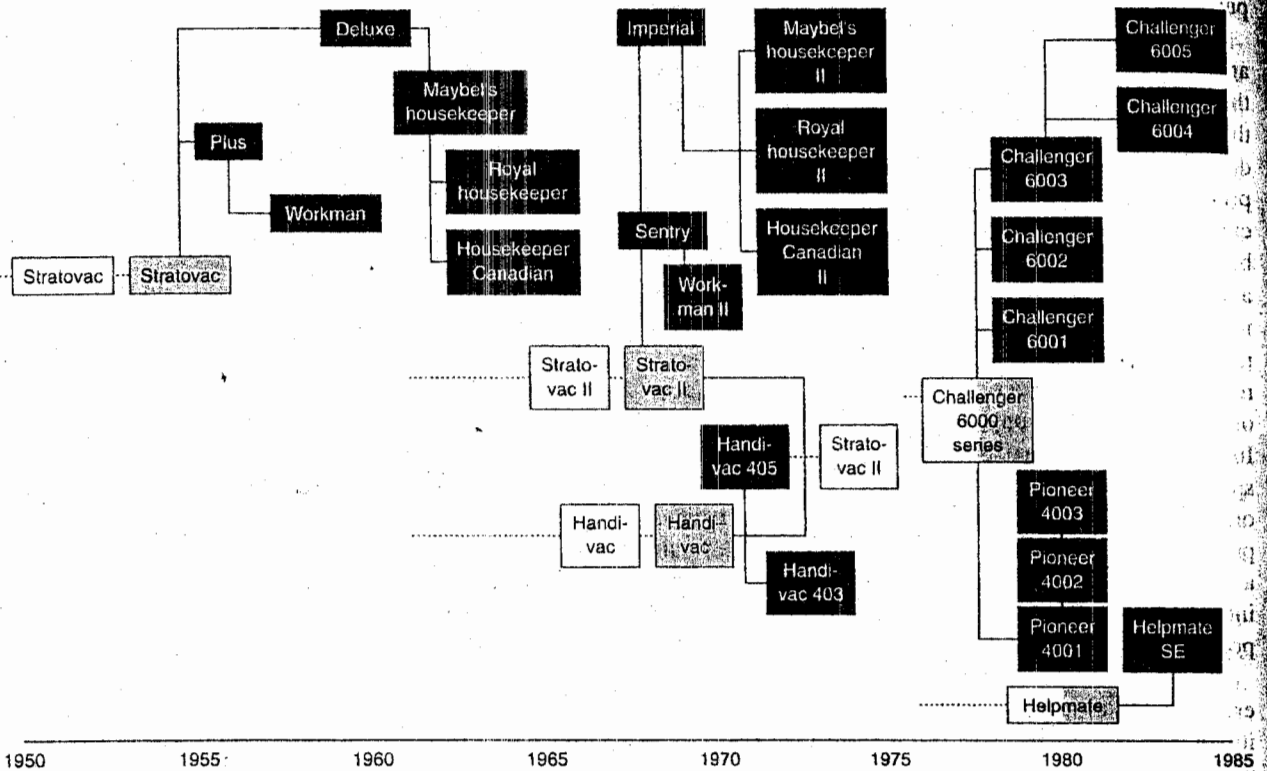 Deluxe
Imperial
Maybel's
housekeeper
II
Challenger
6005
Maybel's
housekeeper
Challenger
6004
Plus
Royal
housekeeper
II
Challenger
6003
Royal
housekeeper
Workman
Sentry
Housekeeper
Canadian
II
Challenger
6002
Housekeeper
Canadian
Stratovac
Stratovac
Work-
man II
Challenger
6001
Strato-
vac II
Strato-
vac II
Challenger
6000
series
Handi-
vac 405
Strato-
vac II
Pioneer
4003
Handi-
vac
Handi-
vac
Pioneer
4002
Handi-
vac 403
Pioneer
4001
Helpmate
SE
Helpmate
1950 1955 1960 1965 1970 1975 1980 1985